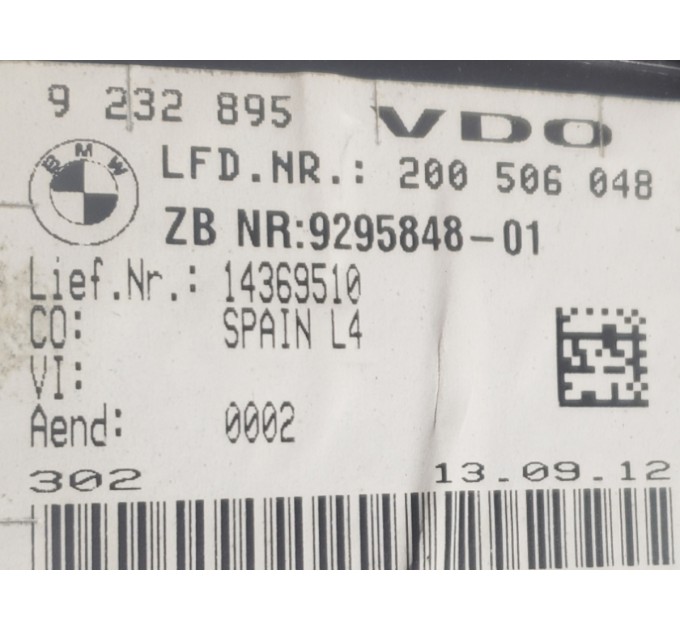 9 232 895
VDO
BMW
LFD.NR.: 200 506 048
ZB NR:9295848-01
Lief.Nr.: 14369510
CO: SPAIN L4
VI:
Aend: 0002
302 13.09.12